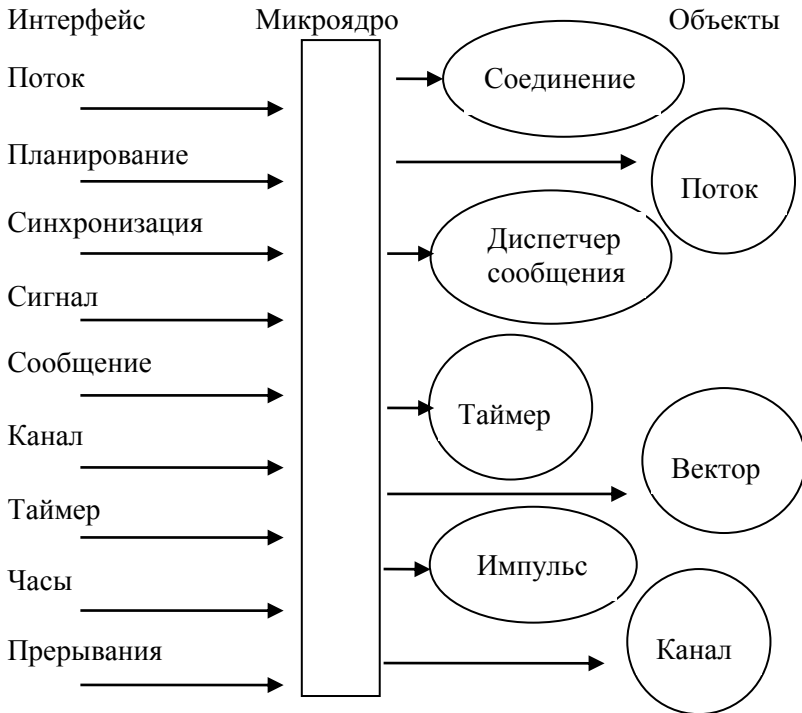 Интерфейс
Микроядро
Объекты
Поток
Планирование
Синхронизация
Сигнал
Сообщение
Канал
Таймер
Часы
Прерывания
Соединение
Поток
Диспетчер
сообщения
Таймер
Вектор
Импульс
Канал